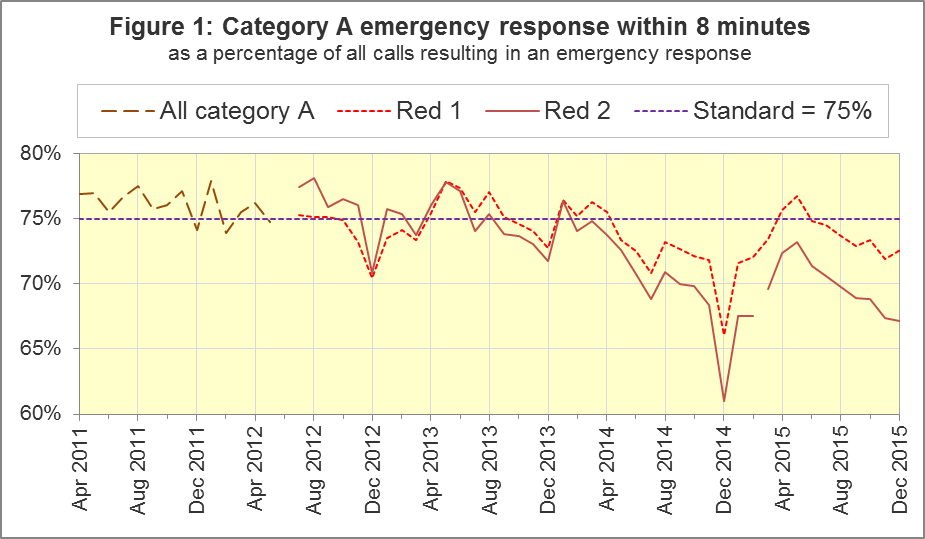 Figure 1: Category A emergency response within 8 minutes
as a percentage of all calls resulting in an emergency response
All category A Red 1 Red 2 Standard = 75%
80%
75%
70%
65%
60%
Apr 2011
Aug 2011
Dec 2011
Apr 2012
Aug 2012
Dec 2012
Apr 2013
Aug 2013
Dec 2013
Apr 2014
Aug 2014
Dec 2014
Apr 2015
Aug 2015
Dec 2015